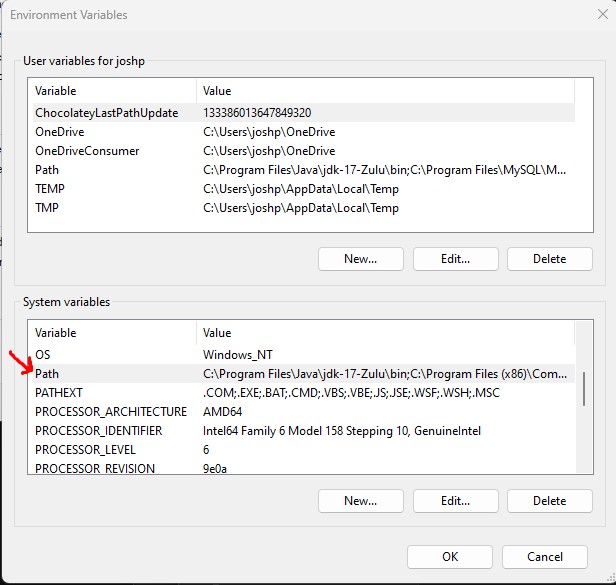 Environment Variables
User variables for joshp
Variable Value
ChocolateyLastPathUpdate 133386013647849320
OneDrive C:\Users\joshp\OneDrive
OneDriveConsumer C:\Users\joshp\OneDrive
Path C:\Program Files\Java\jdk-17-Zulu\bin;C:\Program Files\MySQL\M...
TEMP C:\Users\joshp\AppData\Local\Temp
TMP C:\Users\joshp\AppData\Local\Temp
New... Edit... Delete
System variables
Variable Value
OS Windows_NT
Path C:\Program Files\Java\jdk-17-Zulu\bin;C:\Program Files (x86)\Com...
PATHEXT .COM;.EXE;.BAT;.CMD;.VBS;.VBE;.JS;.JSE;.WSF;.WSH;.MSC
PROCESSOR_ARCHITECTURE AMD64
PROCESSOR_IDENTIFIER Intel64 Family 6 Model 158 Stepping 10, GenuineIntel
PROCESSOR_LEVEL 6
PROCESSOR_REVISION 9e0a
New... Edit... Delete
OK Cancel